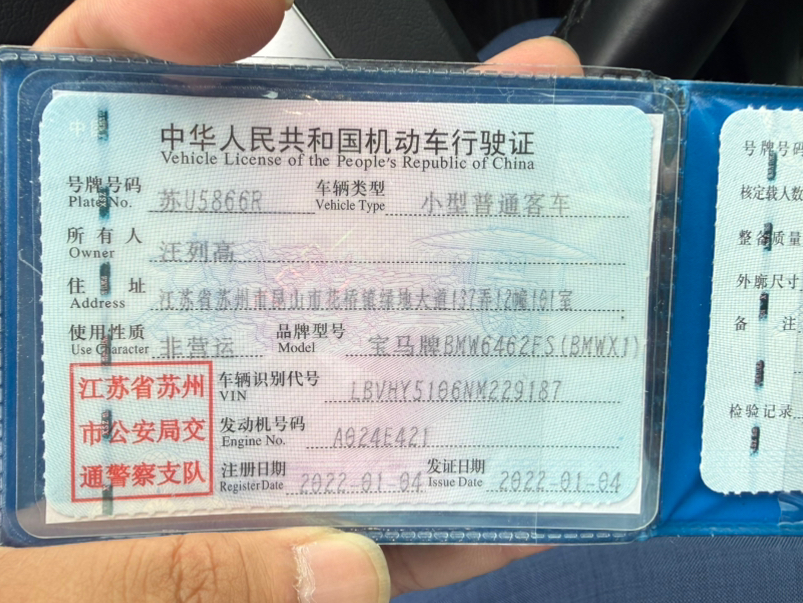 中国
中华人民共和国机动车行驶证
Vehicle License of the People's Republic of China
号牌号码 苏U5866R 车辆类型 小型普通客车
Plate No. Vehicle Type
所有人 汪列高
Owner
住址 江苏省苏州市昆山市花桥镇绿地大道137弄12幢161室
Address
使用性质 非营运 品牌型号 宝马牌BMW6462FS(BMWX1)
Use Character Model
江苏省苏州
市公安局交
通警察支队
车辆识别代号 LBVHY5106NM229187
VIN
发动机号码 A024E421
Engine No.
注册日期 2022-01-04 发证日期 2022-01-04
Register Date Issue Date
号牌号码
核定载人数
整备质量
外廓尺寸
备注
检验记录